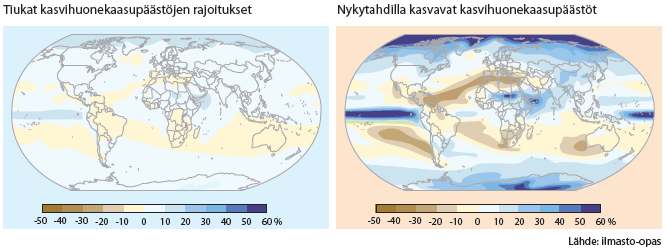 Tiukat kasvihuonekaasupäästöjen rajoitukset
Nykytahdilla kasvavat kasvihuonekaasupäästöt
-50 -40 -30 -20 -10 0 10 20 30 40 50 60 %
-50 -40 -30 -20 -10 0 10 20 30 40 50 60 %
Lähde: ilmasto-opas